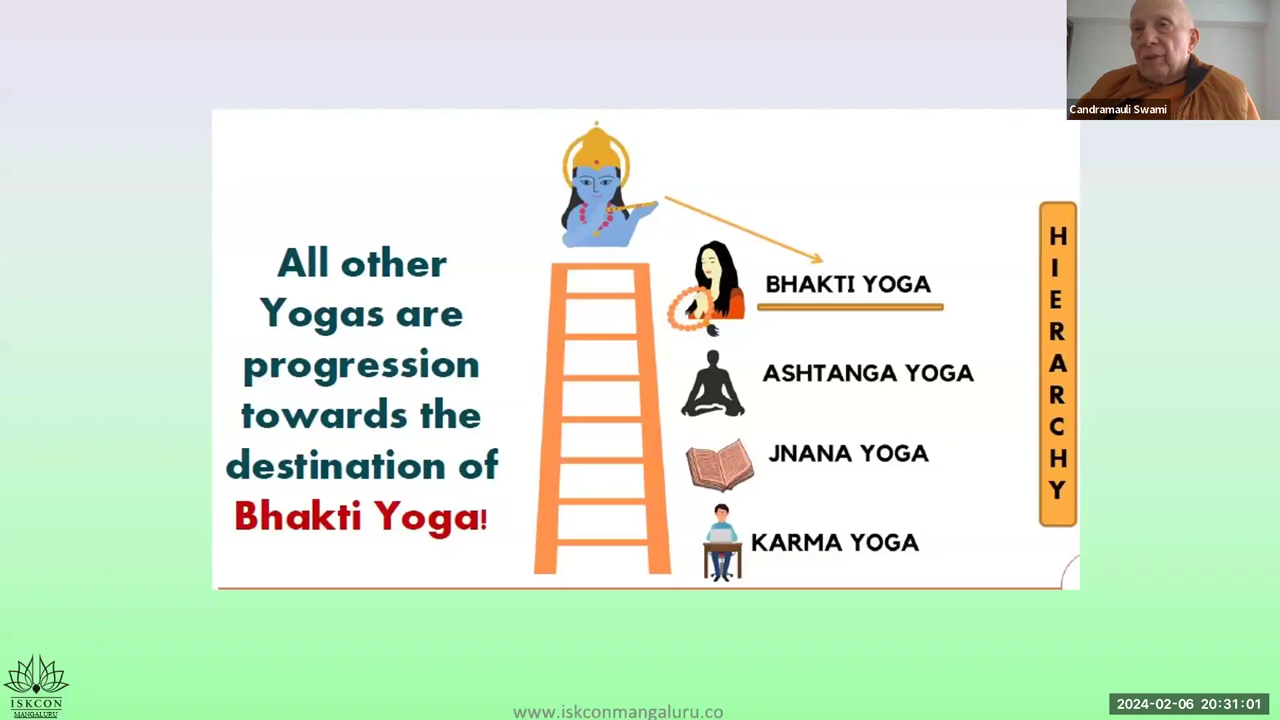 Candramauli Swami
All other
Yogas are
progression
towards the
destination of
Bhakti Yoga!
BHAKTI YOGA
ASHTANGA YOGA
JNANA YOGA
KARMA YOGA
HIERARCHY
ISKCON
MANGALURU
www.iskconmangaluru.co
2024-02-06 20:31:01